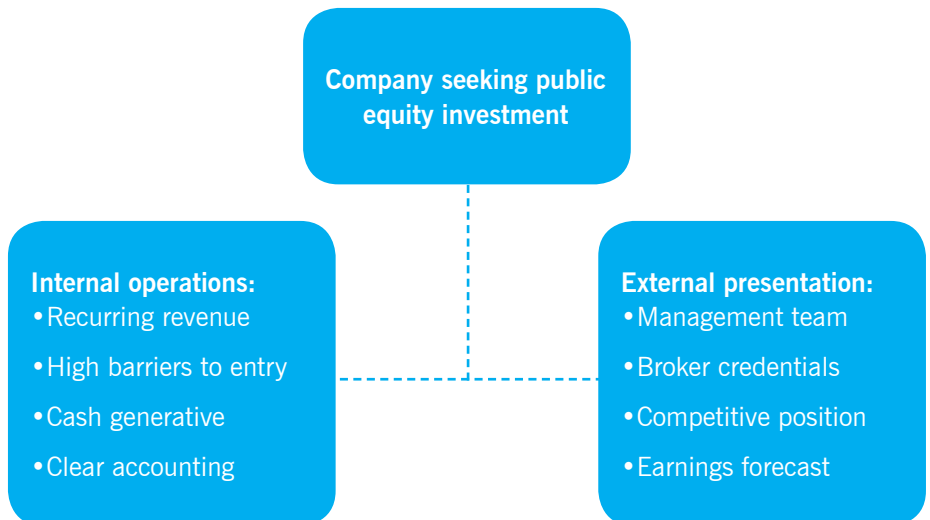 Company seeking public
equity investment
Internal operations:
•Recurring revenue
•High barriers to entry
•Cash generative
•Clear accounting
External presentation:
•Management team
•Broker credentials
•Competitive position
•Earnings forecast